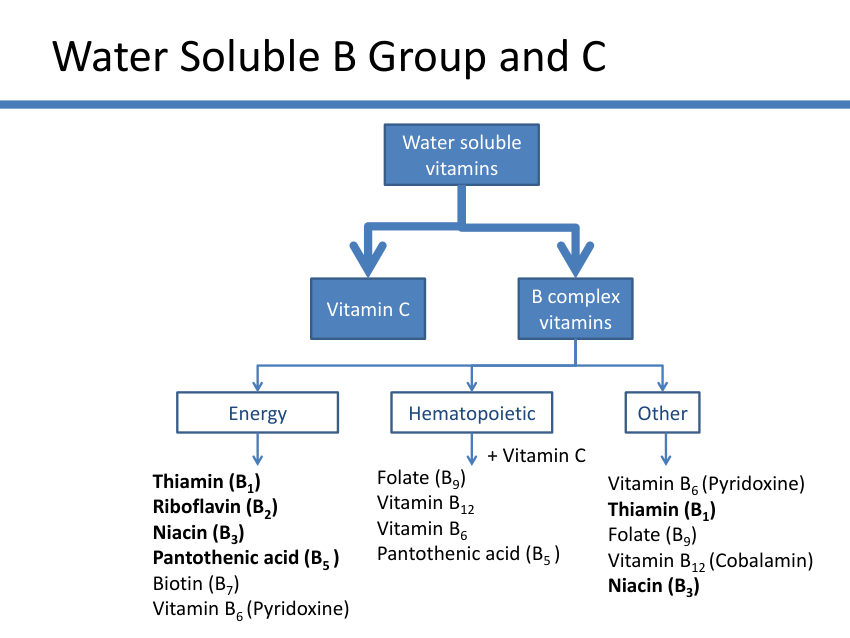 Water Soluble B Group and C
Water soluble
vitamins
Vitamin C
B complex
vitamins
Energy
Hematopoietic
Other
Thiamin (B1)
Riboflavin (B2)
Niacin (B3)
Pantothenic acid (B5 )
Biotin (B7)
Vitamin B6 (Pyridoxine)
+ Vitamin C
Folate (B9)
Vitamin B12
Vitamin B6
Pantothenic acid (B5 )
Vitamin B6 (Pyridoxine)
Thiamin (B1)
Folate (B9)
Vitamin B12 (Cobalamin)
Niacin (B3)